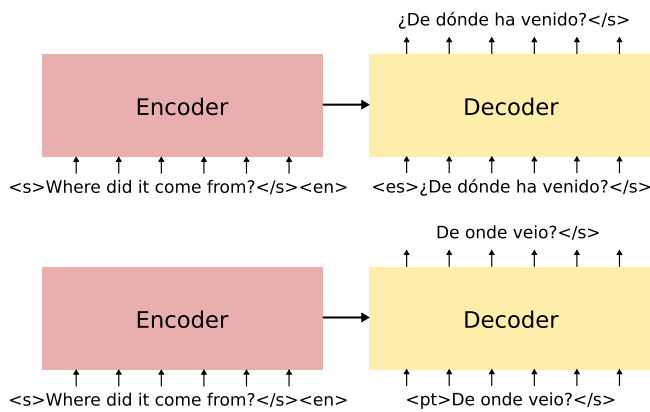 ¿De dónde ha venido?</s>
Encoder
Decoder
<s>Where did it come from?</s><en>
<es>¿De dónde ha venido?</s>
De onde veio?</s>
Encoder
Decoder
<s>Where did it come from?</s><en>
<pt>De onde veio?</s>